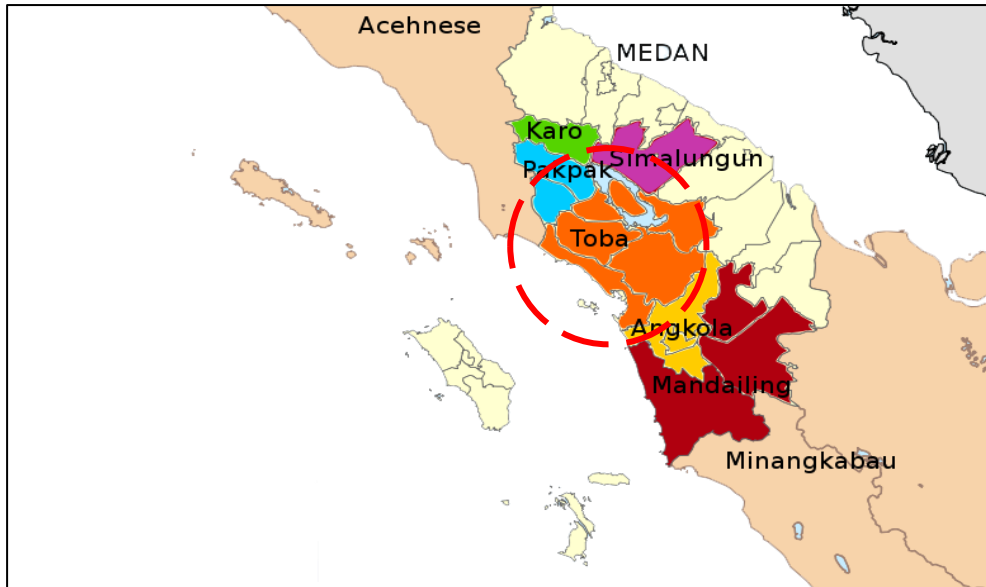 Acehnese
MEDAN
Karo
Simalungun
Pakpak
Toba
Angkola
Mandailing
Minangkabau